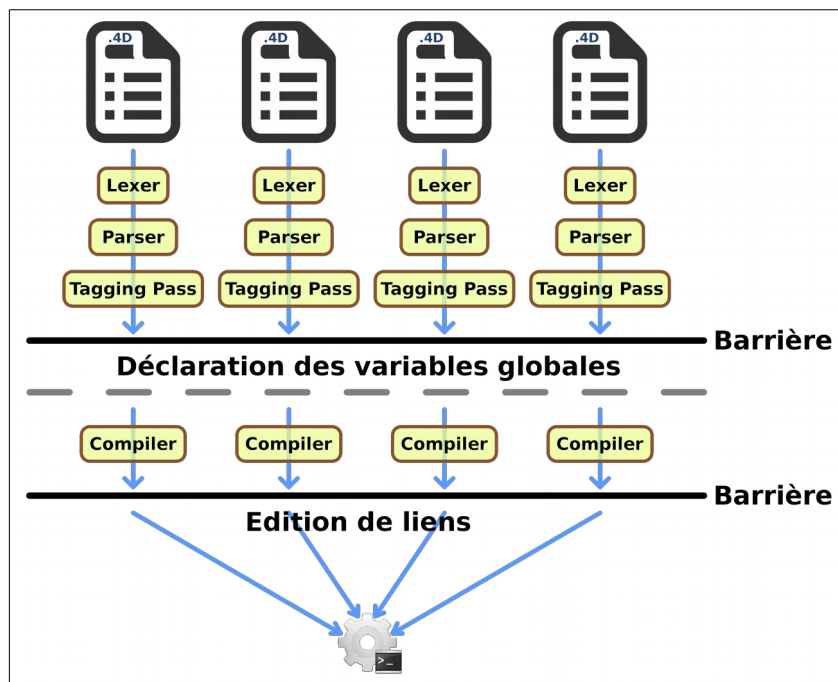 .4D .4D .4D .4D
Lexer Lexer Lexer Lexer
Parser Parser Parser Parser
Tagging Pass Tagging Pass Tagging Pass Tagging Pass
Barrière
Déclaration des variables globales
Compiler Compiler Compiler Compiler
Barrière
Edition de liens
>_